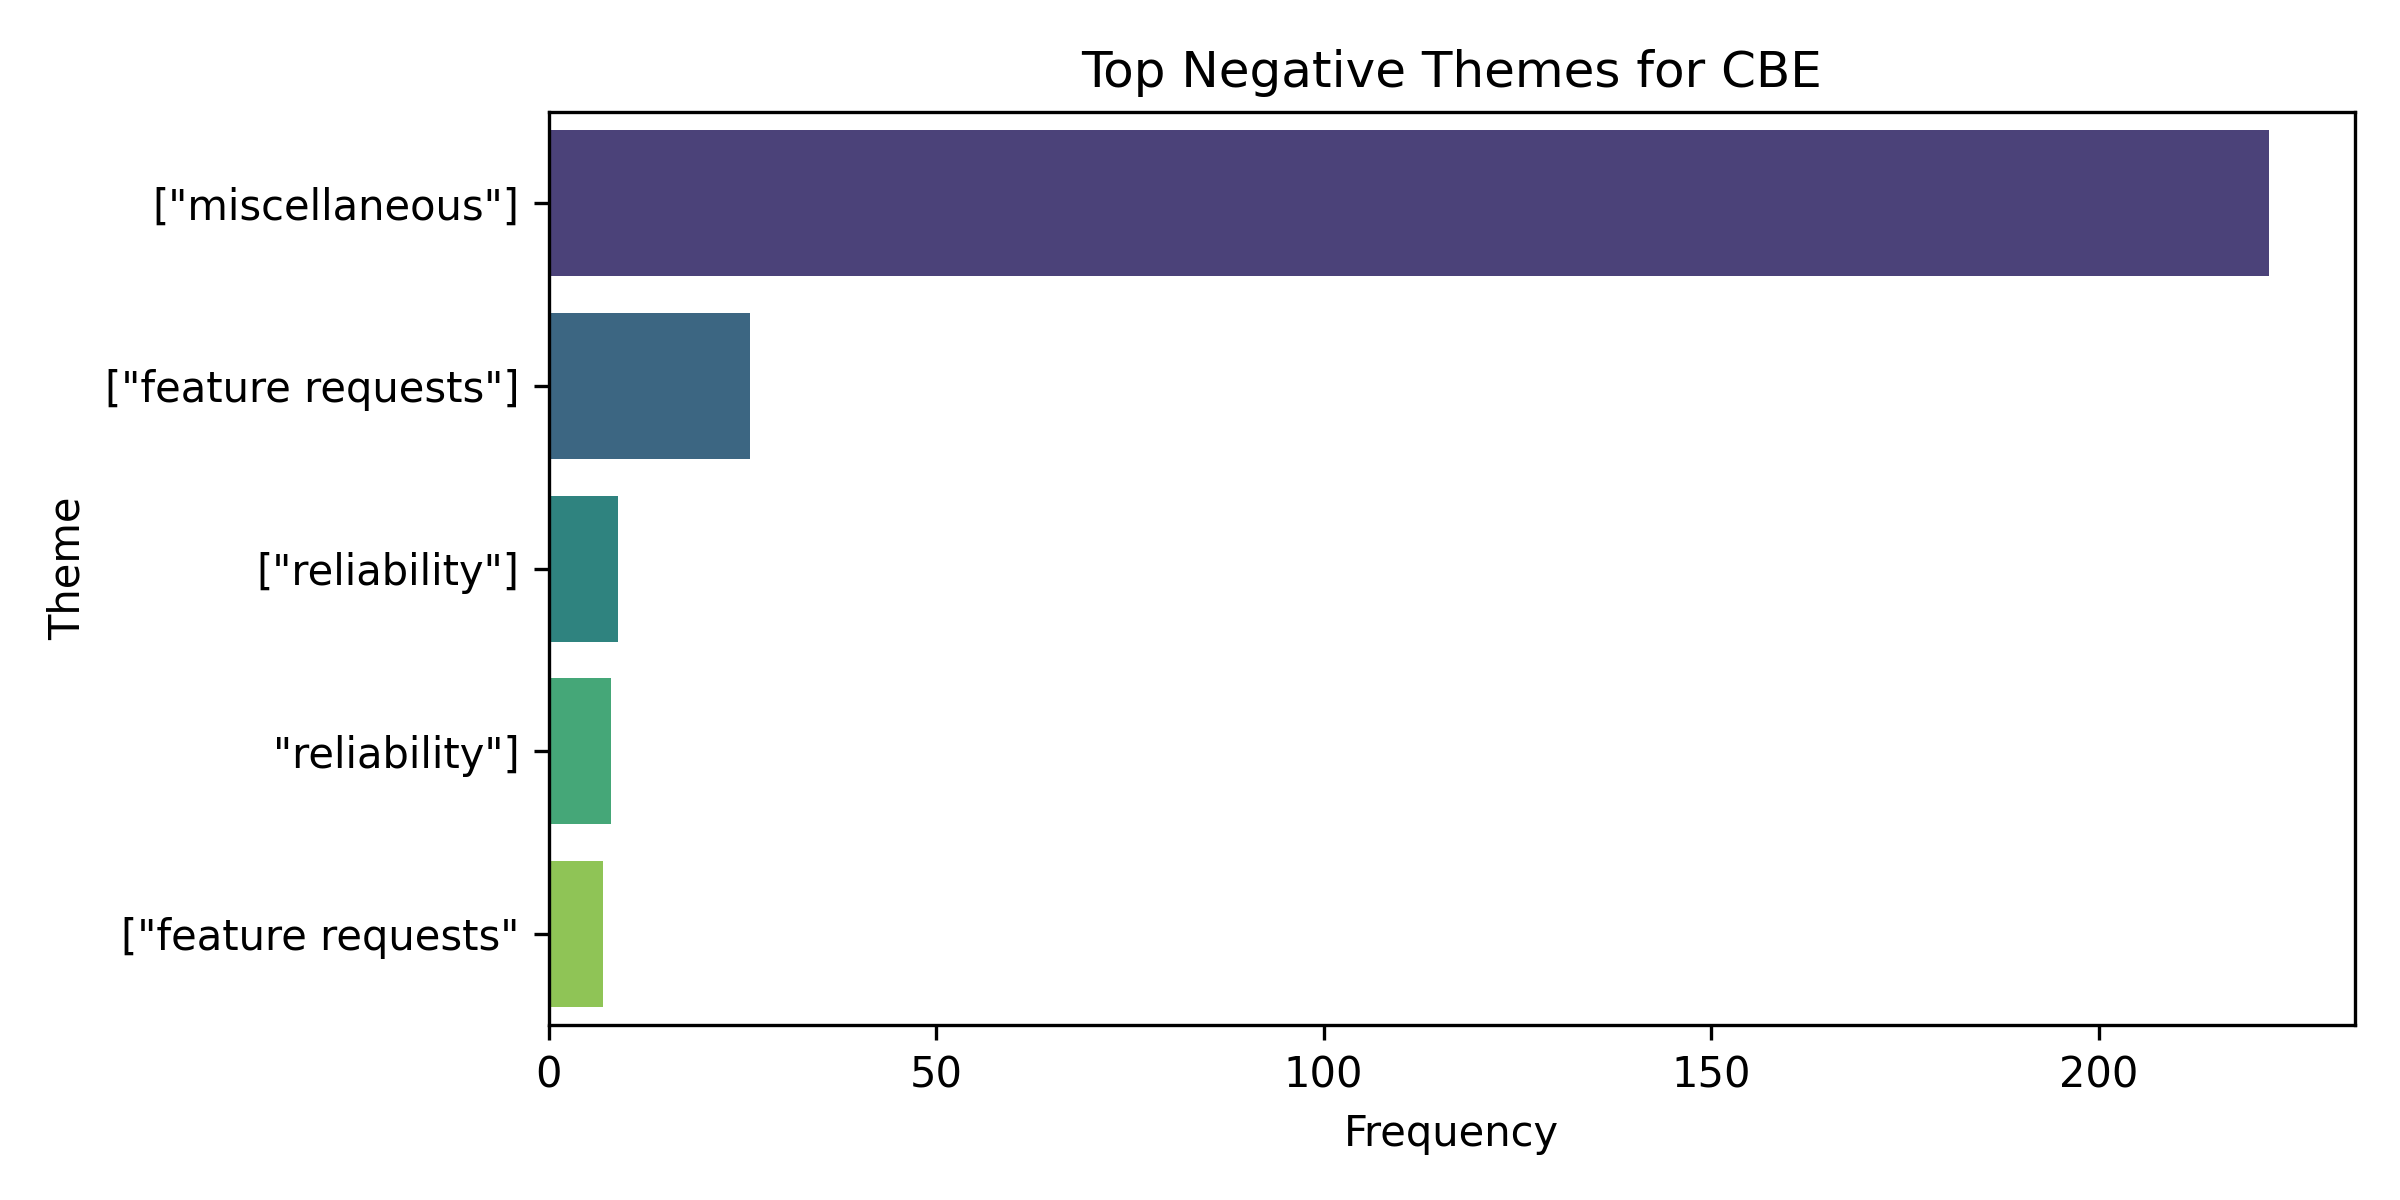 Top Negative Themes for CBE
["miscellaneous"]
["feature requests"]
["reliability"]
"reliability"]
["feature requests"
Theme
0 50 100 150 200
Frequency